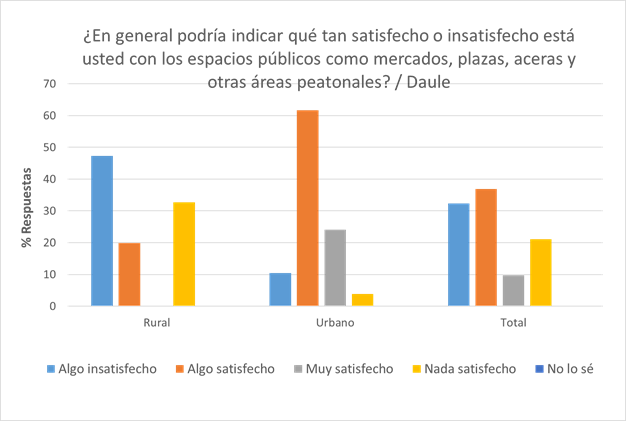 ¿En general podría indicar qué tan satisfecho o insatisfecho está
usted con los espacios públicos como mercados, plazas, aceras y
otras áreas peatonales? / Daule
% Respuestas
70
60
50
40
30
20
10
0
Rural Urbano Total
Algo insatisfecho Algo satisfecho Muy satisfecho Nada satisfecho No lo sé